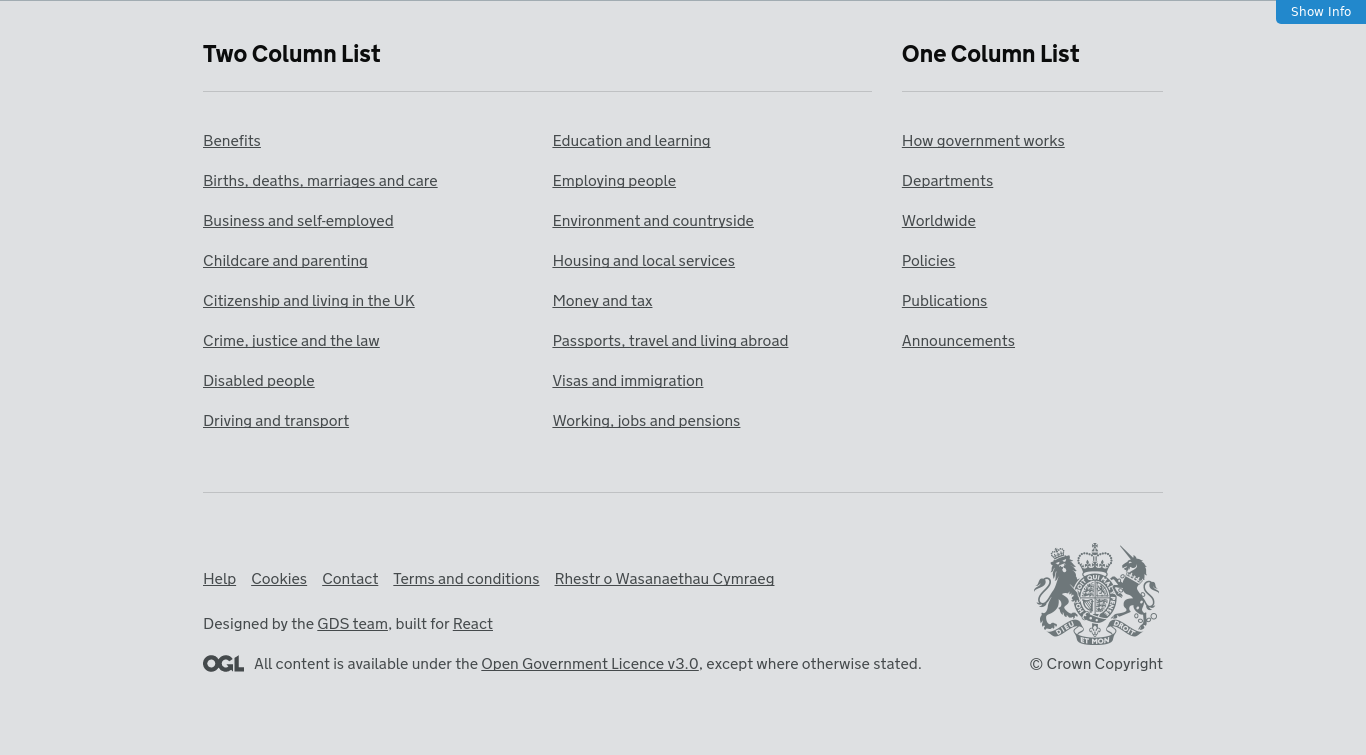 Show Info
Two Column List
One Column List
Benefits
Births, deaths, marriages and care
Business and self-employed
Childcare and parenting
Citizenship and living in the UK
Crime, justice and the law
Disabled people
Driving and transport
Education and learning
Employing people
Environment and countryside
Housing and local services
Money and tax
Passports, travel and living abroad
Visas and immigration
Working, jobs and pensions
How government works
Departments
Worldwide
Policies
Publications
Announcements
Help Cookies Contact Terms and conditions Rhestr o Wasanaethau Cymraeg
Designed by the GDS team, built for React
OGL All content is available under the Open Government Licence v3.0, except where otherwise stated.
DIEU ET MON DROIT
© Crown Copyright